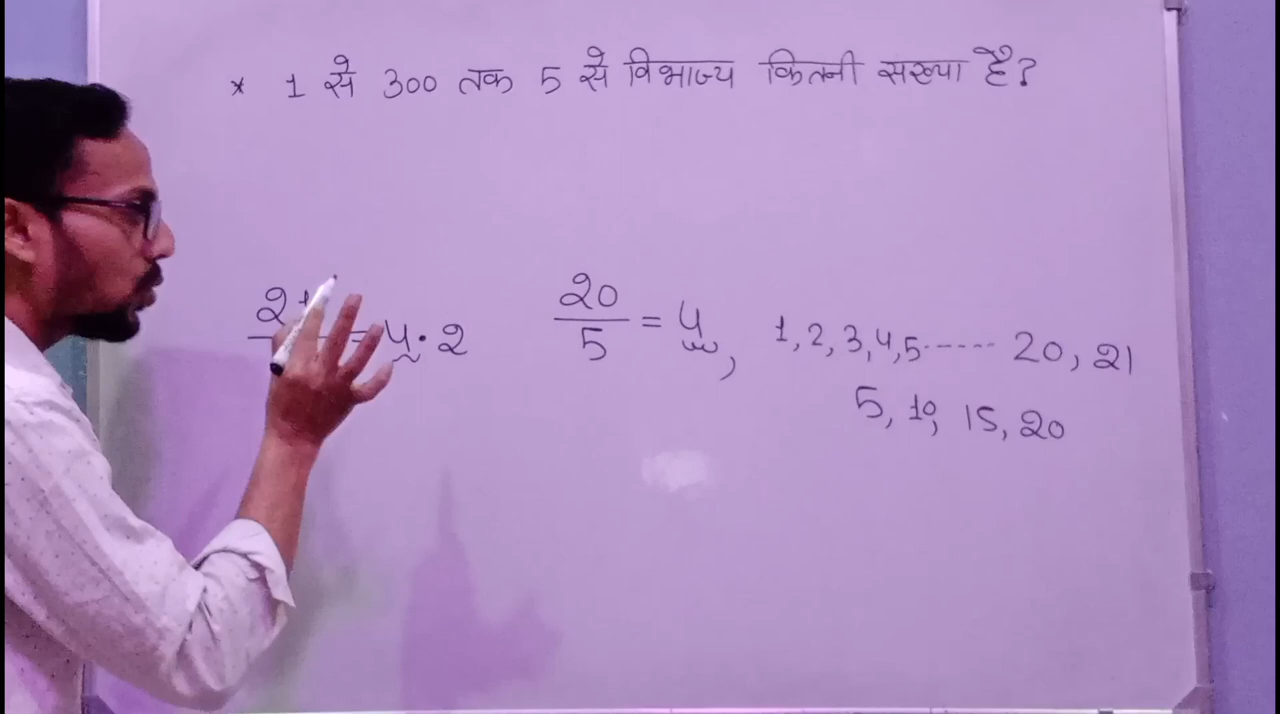 * 1 से 300 तक 5 से विभाज्य कितनी सख्या है?
20/5 = 4, 1, 2, 3, 4, 5 ------ 20, 21
= 4.2
5, 10, 15, 20